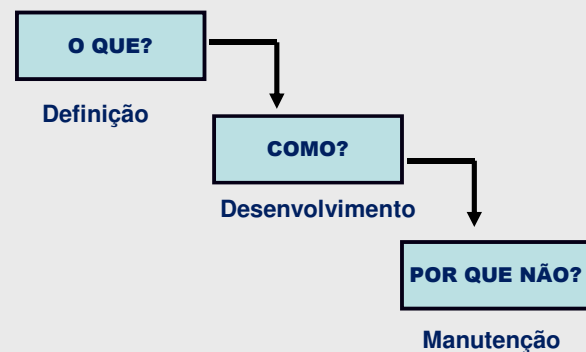 O QUE?
Definição
COMO?
Desenvolvimento
POR QUE NÃO?
Manutenção